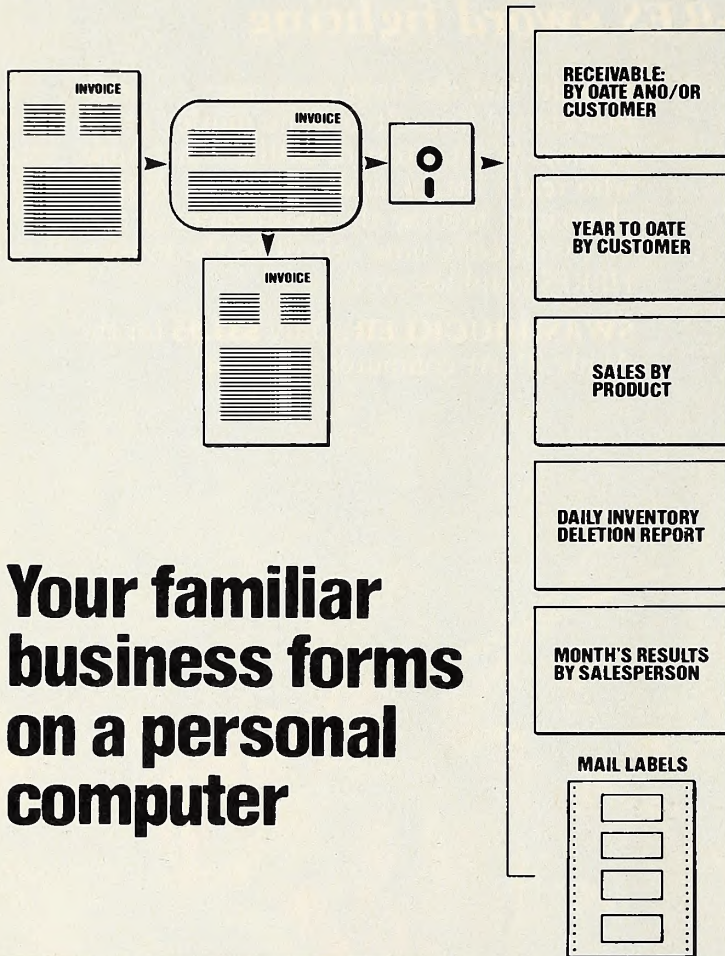 INVOICE
INVOICE
INVOICE
RECEIVABLE:
BY OATE ANO/OR
CUSTOMER
YEAR TO OATE
BY CUSTOMER
SALES BY
PRODUCT
DAILY INVENTORY
DELETION REPORT
MONTH'S RESULTS
BY SALESPERSON
MAIL LABELS
Your familiar
business forms
on a personal
computer